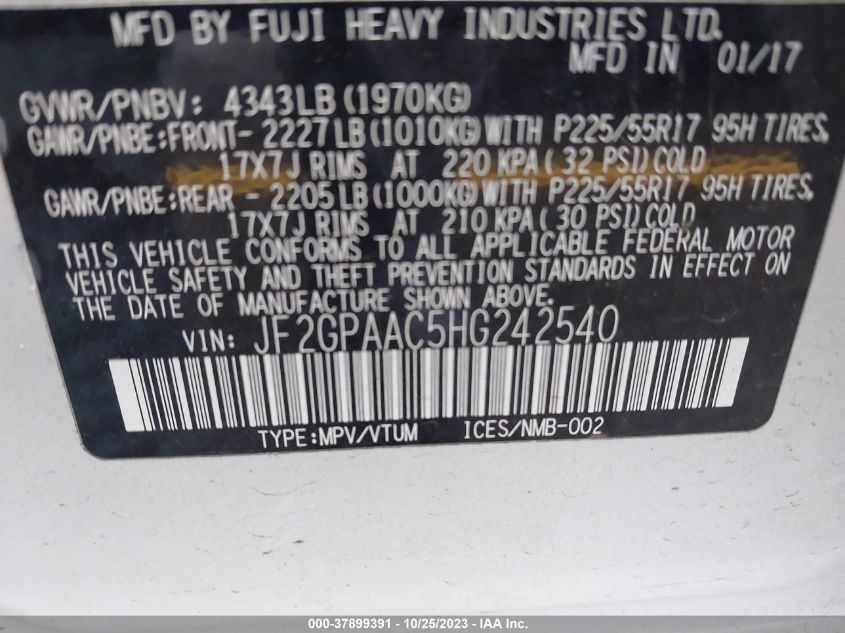 MFD BY FUJI HEAVY INDUSTRIES LTD.
MFD IN 01/17
GVWR/PNBV: 4343LB (1970KG)
GAWR/PNBE:FRONT- 2227LB(1010KG)WITH P225/55R17 95H TIRES,
17X7J RIMS AT 220 KPA( 32 PSI)COLD
GAWR/PNBE:REAR - 2205LB(1000KG)WITH P225/55R17 95H TIRES,
17X7J RIMS AT 210 KPA( 30 PSI)COLD
THIS VEHICLE CONFORMS TO ALL APPLICABLE FEDERAL MOTOR
VEHICLE SAFETY AND THEFT PREVENTION STANDARDS IN EFFECT ON
THE DATE OF MANUFACTURE SHOWN ABOVE.
VIN: JF2GPAAC5HG242540
TYPE:MPV/VTUM ICES/NMB-002
000-37899391 - 10/25/2023 - IAA Inc.